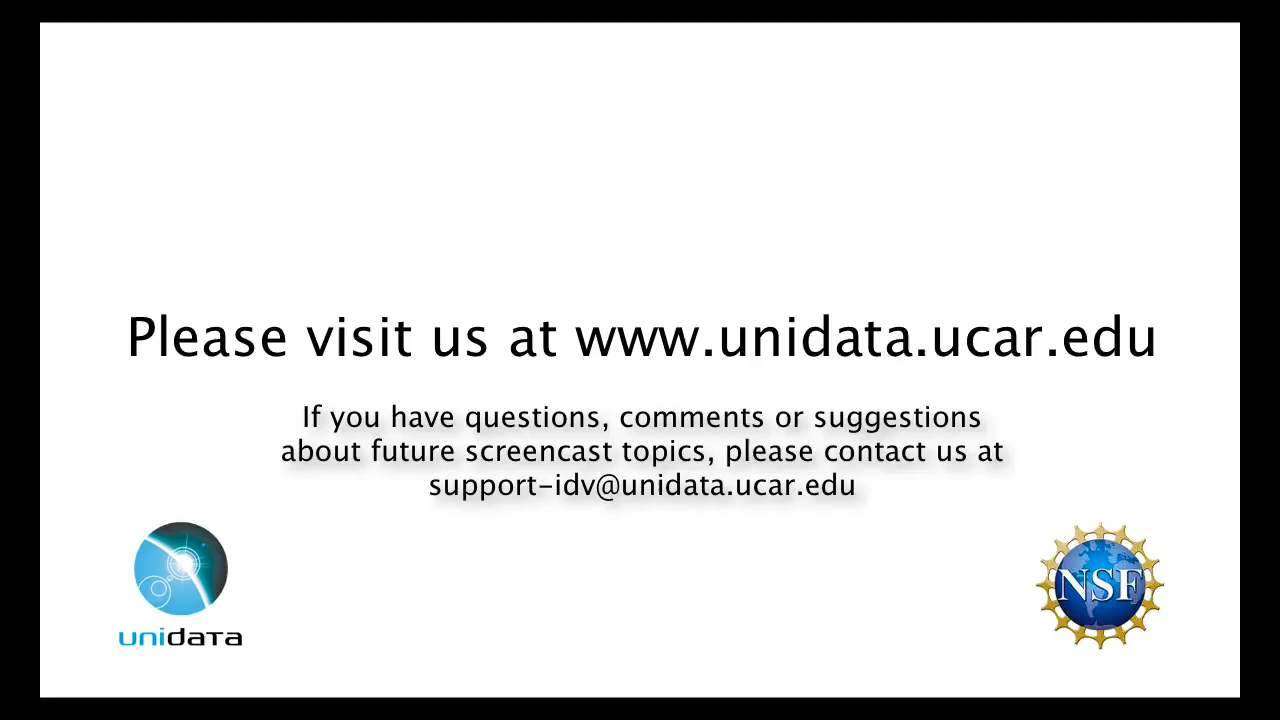 Please visit us at www.unidata.ucar.edu
If you have questions, comments or suggestions
about future screencast topics, please contact us at
support-idv@unidata.ucar.edu
unidata
NSF